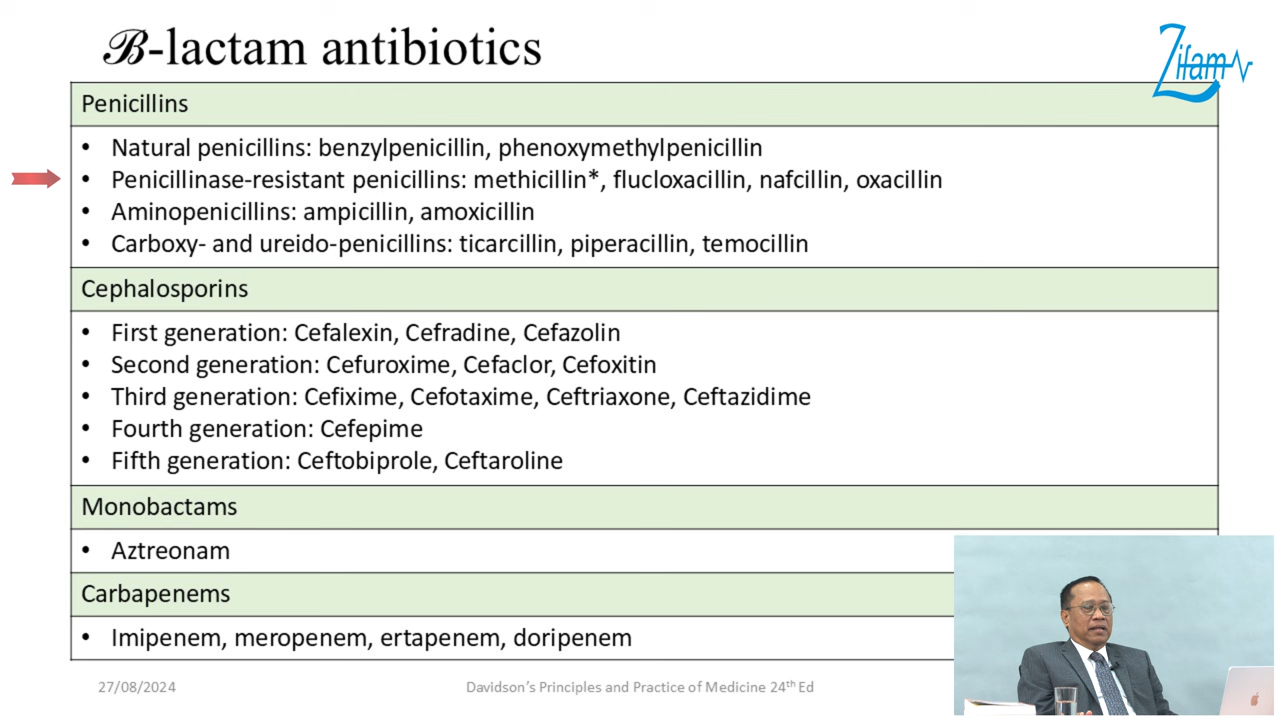 ℬ-lactam antibiotics
Zifam
Penicillins
• Natural penicillins: benzylpenicillin, phenoxymethylpenicillin
• Penicillinase-resistant penicillins: methicillin*, flucloxacillin, nafcillin, oxacillin
• Aminopenicillins: ampicillin, amoxicillin
• Carboxy- and ureido-penicillins: ticarcillin, piperacillin, temocillin
Cephalosporins
• First generation: Cefalexin, Cefradine, Cefazolin
• Second generation: Cefuroxime, Cefaclor, Cefoxitin
• Third generation: Cefixime, Cefotaxime, Ceftriaxone, Ceftazidime
• Fourth generation: Cefepime
• Fifth generation: Ceftobiprole, Ceftaroline
Monobactams
• Aztreonam
Carbapenems
• Imipenem, meropenem, ertapenem, doripenem
27/08/2024
Davidson's Principles and Practice of Medicine 24th Ed